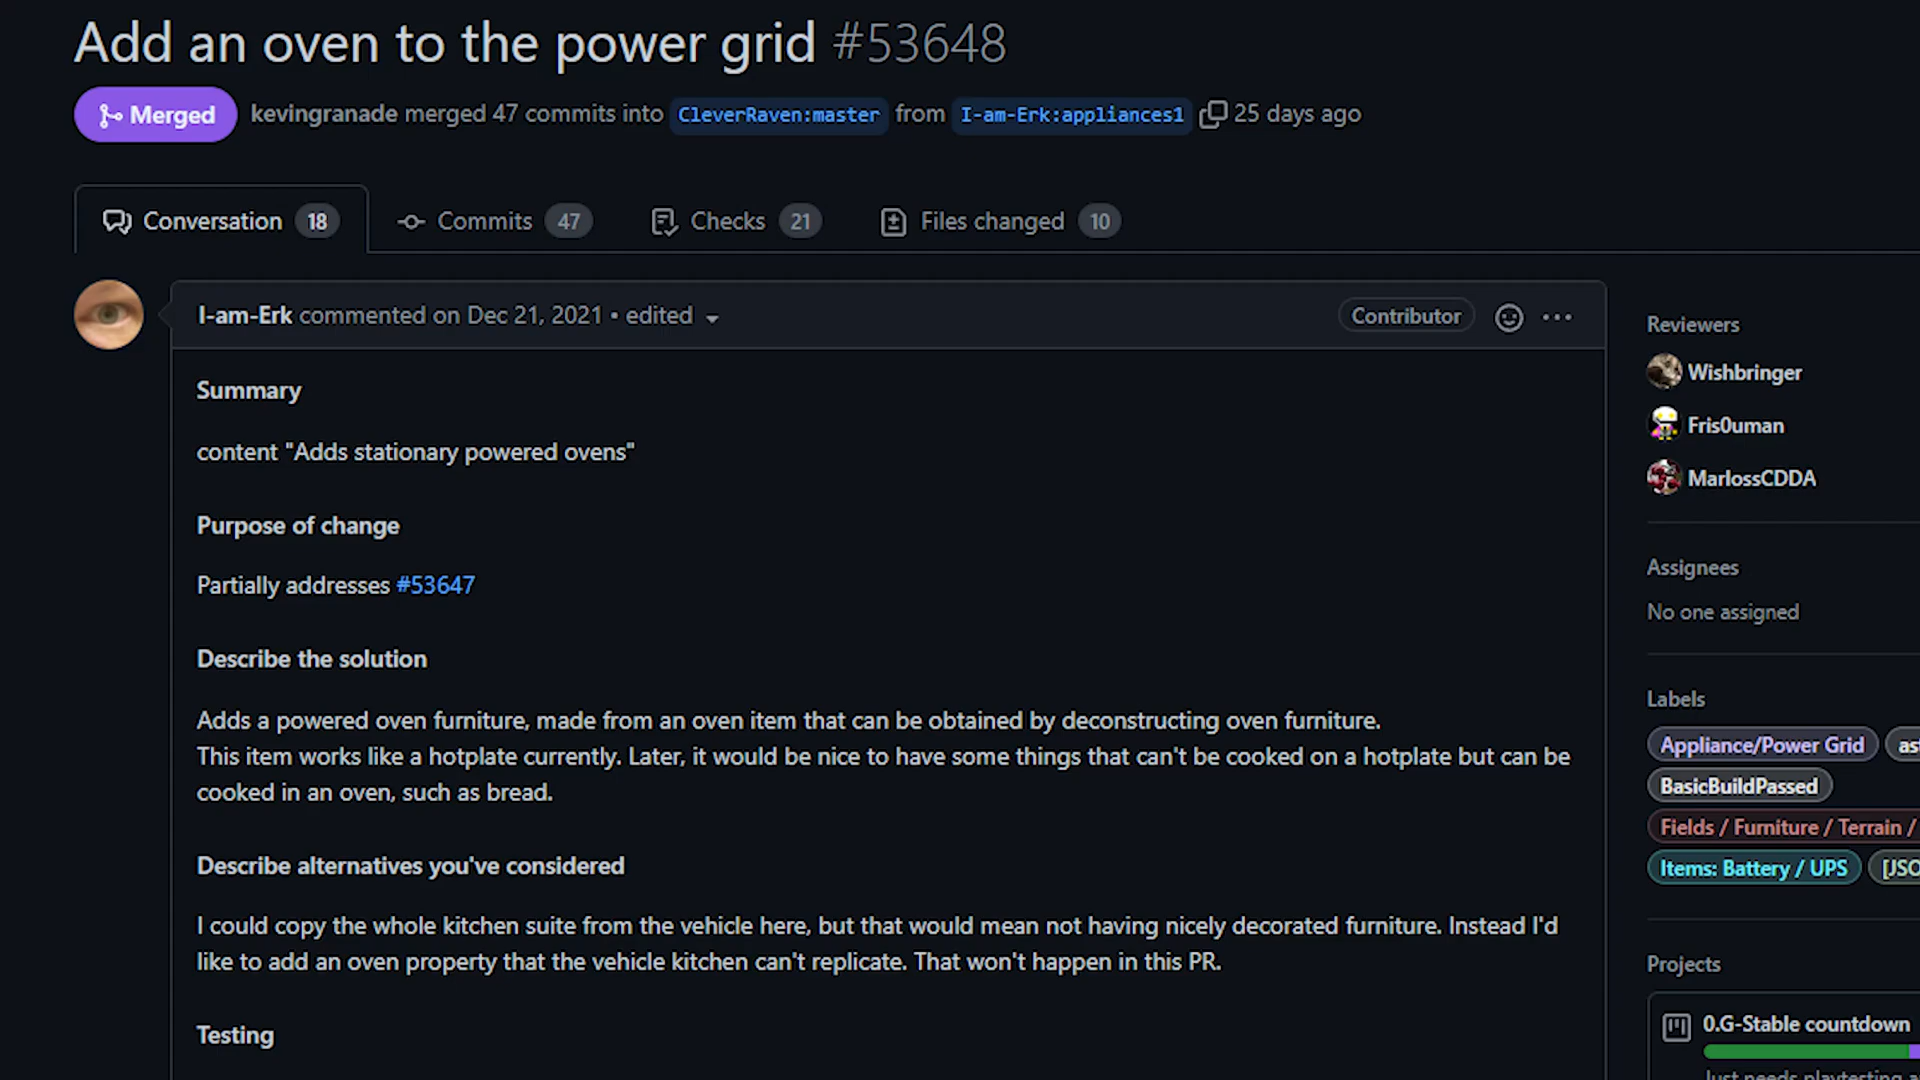 Add an oven to the power grid #53648
Merged kevingranade merged 47 commits into CleverRaven:master from I-am-Erk:appliances1 25 days ago
Conversation 18 Commits 47 Checks 21 Files changed 10
I-am-Erk commented on Dec 21, 2021 • edited Contributor
Summary
content "Adds stationary powered ovens"
Purpose of change
Partially addresses #53647
Describe the solution
Adds a powered oven furniture, made from an oven item that can be obtained by deconstructing oven furniture.
This item works like a hotplate currently. Later, it would be nice to have some things that can't be cooked on a hotplate but can be
cooked in an oven, such as bread.
Describe alternatives you've considered
I could copy the whole kitchen suite from the vehicle here, but that would mean not having nicely decorated furniture. Instead I'd
like to add an oven property that the vehicle kitchen can't replicate. That won't happen in this PR.
Testing
Reviewers
Wishbringer
Fris0uman
MarlossCDDA
Assignees
No one assigned
Labels
Appliance/Power Grid
BasicBuildPassed
Fields / Furniture / Terrain /
Items: Battery / UPS
Projects
0.G-Stable countdown
Just needs playtesting